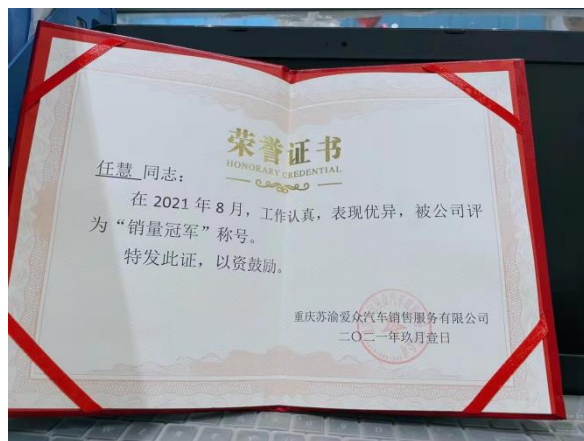 荣誉证书
HONORARY CREDENTIAL
任慧 同志：
在 2021 年 8 月，工作认真，表现优异，被公司评
为“销量冠军”称号。
特发此证，以资鼓励。
重庆苏渝爱众汽车销售服务有限公司
二〇二一年玖月壹日